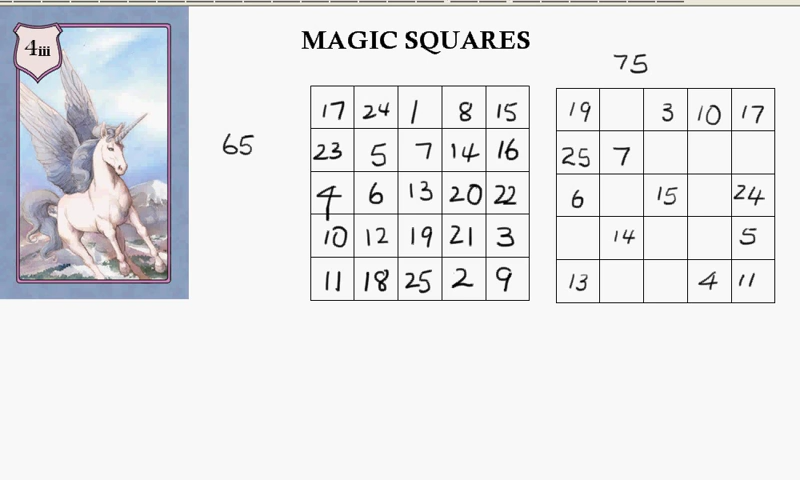 4iii
MAGIC SQUARES
75
65
17 24 1 8 15
23 5 7 14 16
4 6 13 20 22
10 12 19 21 3
11 18 25 2 9
19 3 10 17
25 7
6 15 24
14 5
13 4 11